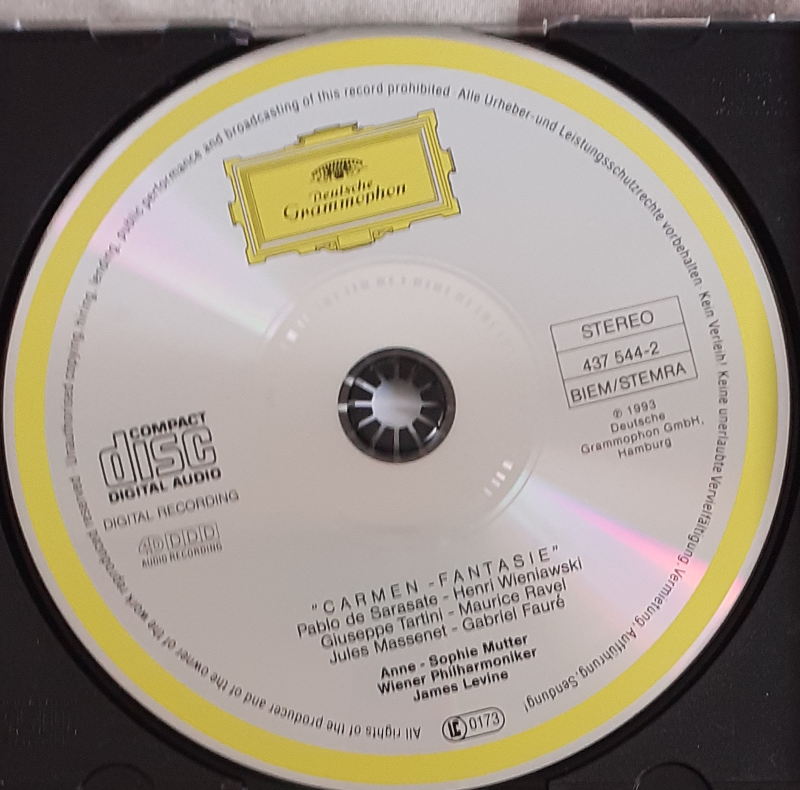 All rights of the producer and of the owner of the work reproduced reserved. Unauthorised copying, hiring, lending, public performance and broadcasting of this record prohibited · Alle Urheber- und Leistungsschutzrechte vorbehalten. Kein Verleih! Keine unerlaubte Vervielfältigung, Vermietung, Aufführung, Sendung!
Deutsche
Grammophon
STEREO
437 544-2
BIEM/STEMRA
℗ 1993
Deutsche
Grammophon GmbH,
Hamburg
COMPACT
disc
DIGITAL AUDIO
DIGITAL RECORDING
4D DDD
AUDIO RECORDING
"CARMEN-FANTASIE"
Pablo de Sarasate - Henri Wieniawski
Giuseppe Tartini - Maurice Ravel
Jules Massenet - Gabriel Fauré
Anne-Sophie Mutter
Wiener Philharmoniker
James Levine
LC 0173